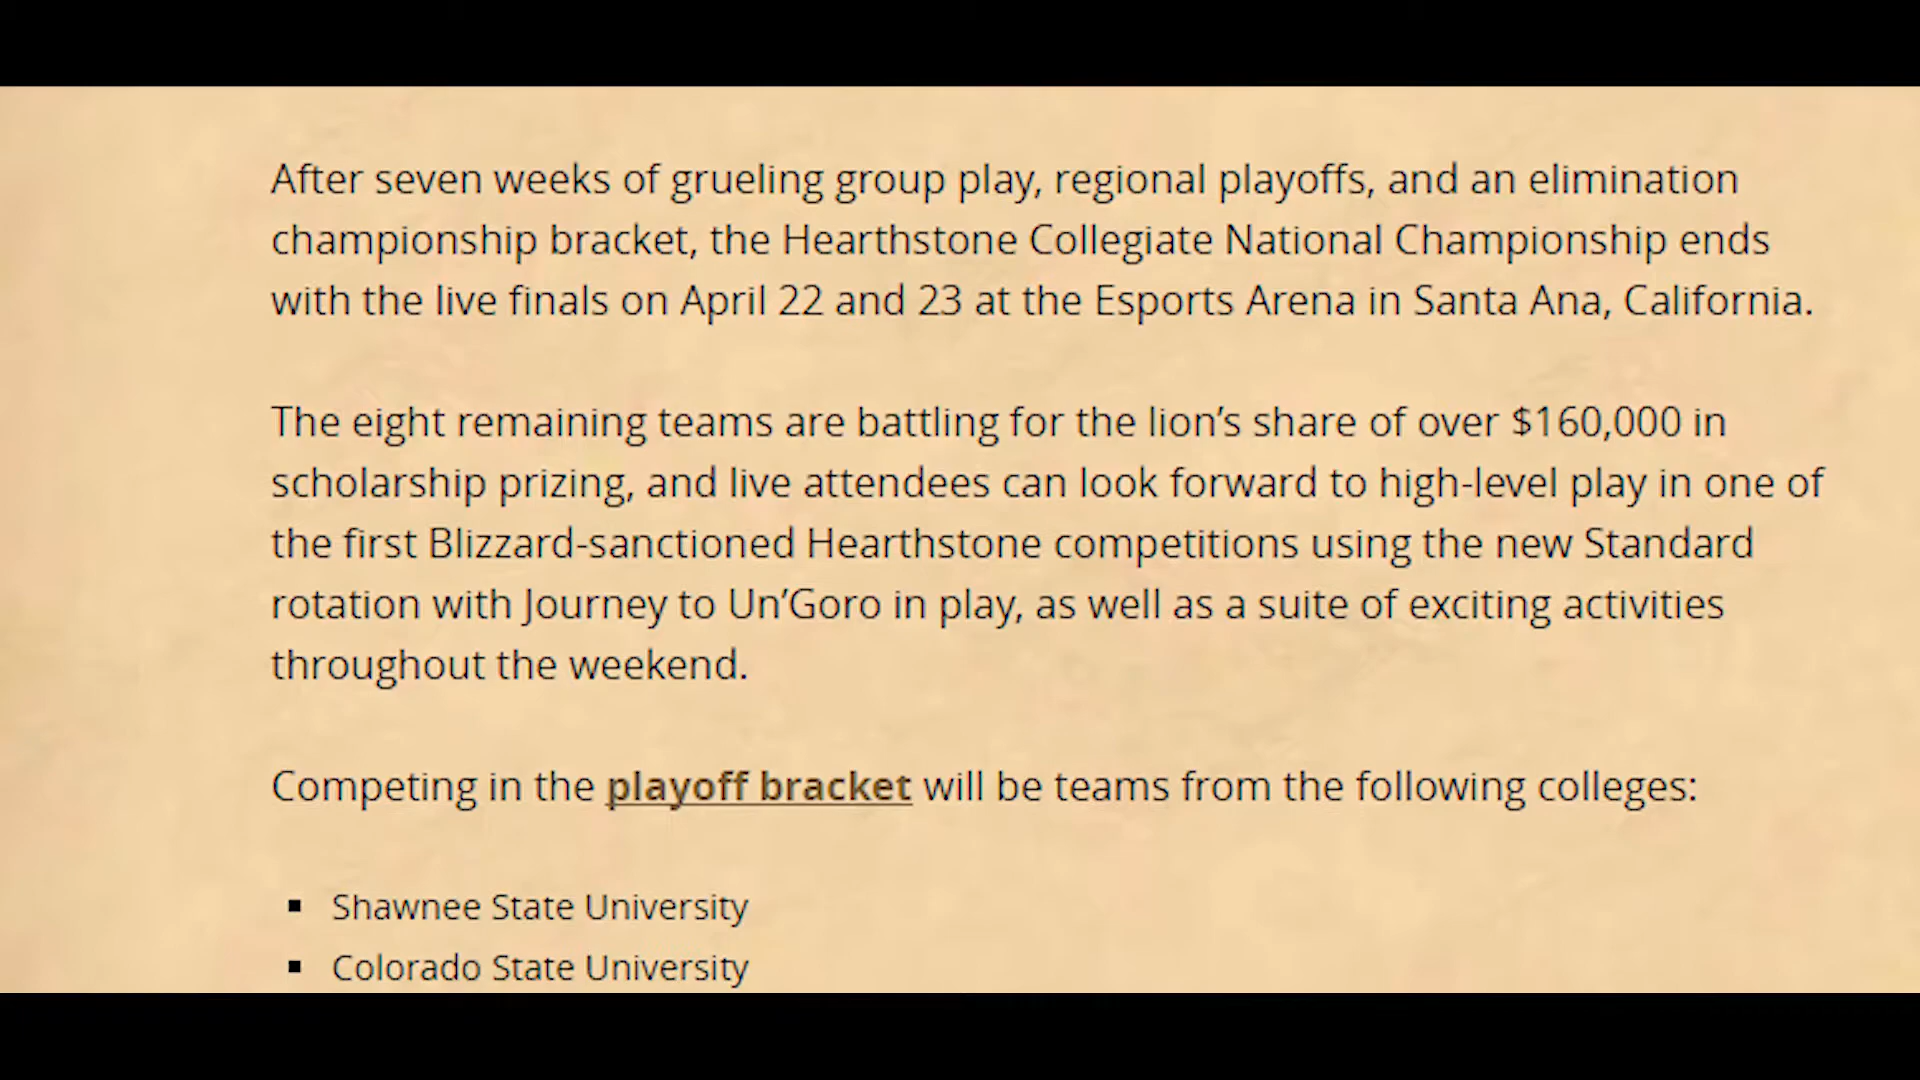 After seven weeks of grueling group play, regional playoffs, and an elimination
championship bracket, the Hearthstone Collegiate National Championship ends
with the live finals on April 22 and 23 at the Esports Arena in Santa Ana, California.
The eight remaining teams are battling for the lion’s share of over $160,000 in
scholarship prizing, and live attendees can look forward to high-level play in one of
the first Blizzard-sanctioned Hearthstone competitions using the new Standard
rotation with Journey to Un’Goro in play, as well as a suite of exciting activities
throughout the weekend.
Competing in the playoff bracket will be teams from the following colleges:
▪ Shawnee State University
▪ Colorado State University